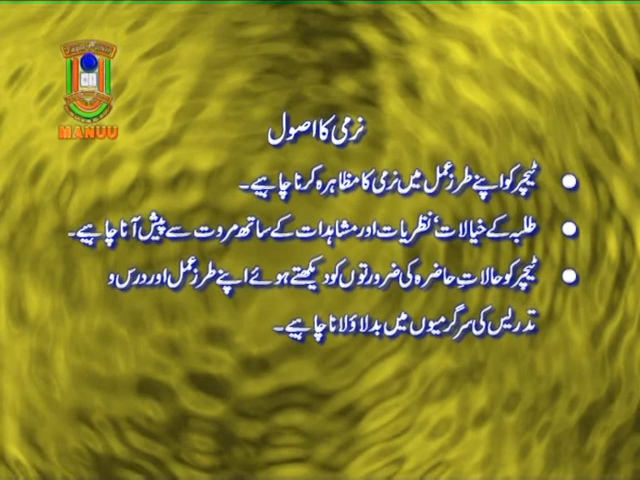 MANUU
نرمی کا اصول
ٹیچر کو اپنے طرز عمل میں نرمی کا مظاہرہ کرنا چاہیے۔
طلبہ کے خیالات، نظریات اور مشاہدات کے ساتھ مروت سے پیش آنا چاہیے۔
ٹیچر کو حالاتِ حاضرہ کی ضرورتوں کو دیکھتے ہوئے اپنے طرز عمل اور درس و
تدریس کی سرگرمیوں میں بدلاؤ لانا چاہیے۔